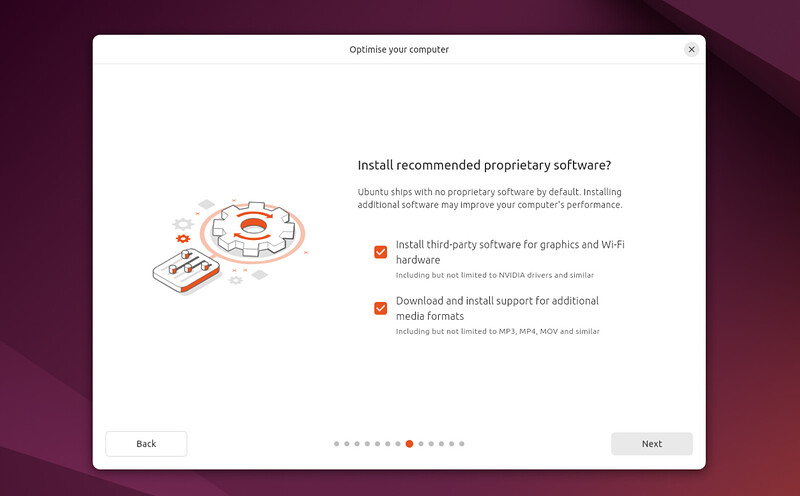 Optimise your computer
Install recommended proprietary software?
Ubuntu ships with no proprietary software by default. Installing
additional software may improve your computer's performance.
Install third-party software for graphics and Wi-Fi
hardware
Including but not limited to NVIDIA drivers and similar
Download and install support for additional
media formats
Including but not limited to MP3, MP4, MOV and similar
Back
Next